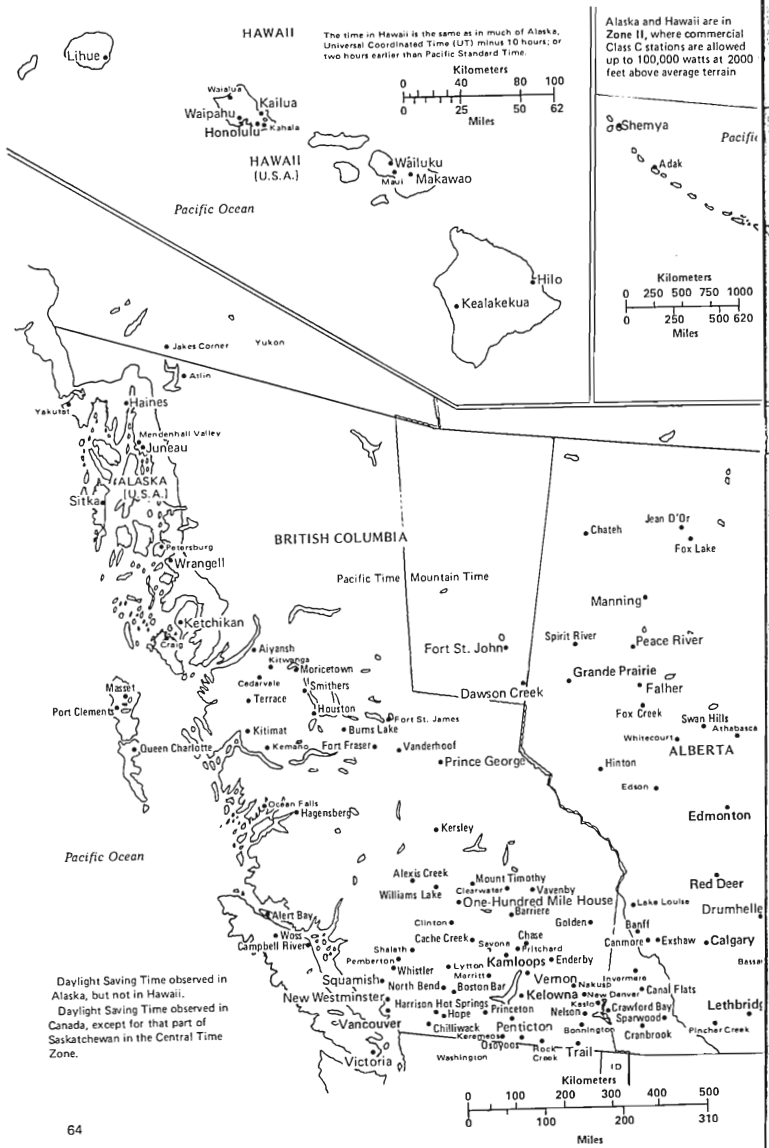 HAWAII
The time in Hawaii is the same as in much of Alaska,
Universal Coordinated Time (UT) minus 10 hours; or
two hours earlier than Pacific Standard Time.
Kilometers
0 40 80 100
0 25 50 62
Miles
Lihue
Waialua
Kailua
Waipahu
Honolulu
Kahala
HAWAII
(U.S.A.)
Wailuku
Maui
Makawao
Pacific Ocean
Hilo
Kealakekua
Alaska and Hawaii are in
Zone II, where commercial
Class C stations are allowed
up to 100,000 watts at 2000
feet above average terrain
Shemya
Pacific
Adak
Kilometers
0 250 500 750 1000
0 250 500 620
Miles
Jakes Corner
Yukon
Atlin
Yakutat
Haines
Mendenhall Valley
Juneau
ALASKA
(U.S.A.)
Sitka
Petersburg
Wrangell
Ketchikan
Craig
BRITISH COLUMBIA
Pacific Time
Mountain Time
Chateh
Jean D'Or
Fox Lake
Manning
Fort St. John
Spirit River
Peace River
Aiyansh
Kitwanga
Moricetown
Cedarvale
Smithers
Terrace
Houston
Masset
Port Clement
Queen Charlotte
Kitimat
Kemano
Burns Lake
Fort St. James
Fort Fraser
Vanderhoof
Prince George
Dawson Creek
Grande Prairie
Falher
Fox Creek
Swan Hills
Athabasca
Whitecourt
ALBERTA
Hinton
Edson
Edmonton
Ocean Falls
Hagensberg
Kersley
Pacific Ocean
Alexis Creek
Williams Lake
Mount Timothy
Clearwater
Vavenby
One-Hundred Mile House
Barriere
Clinton
Golden
Red Deer
Lake Louise
Drumhelle
Banff
Canmore
Exshaw
Calgary
Alert Bay
Woss
Campbell River
Cache Creek
Savona
Chase
Pritchard
Shalath
Pemberton
Kamloops
Enderby
Lytton
Whistler
Merritt
Vernon
Invermere
Bassa
Squamish
North Bend
Boston Bar
Nakusp
New Denver
Canal Flats
New Westminster
Kelowna
Kaslo
Crawford Bay
Harrison Hot Springs
Hope
Princeton
Nelson
Sparwood
Lethbridg
Vancouver
Chilliwack
Penticton
Bonnington
Cranbrook
Pincher Creek
Keremeos
Osoyoos
Rock
Creek
Trail
Victoria
Washington
ID
Daylight Saving Time observed in
Alaska, but not in Hawaii.
Daylight Saving Time observed in
Canada, except for that part of
Saskatchewan in the Central Time
Zone.
Kilometers
0 100 200 300 400 500
0 100 200 310
Miles
64